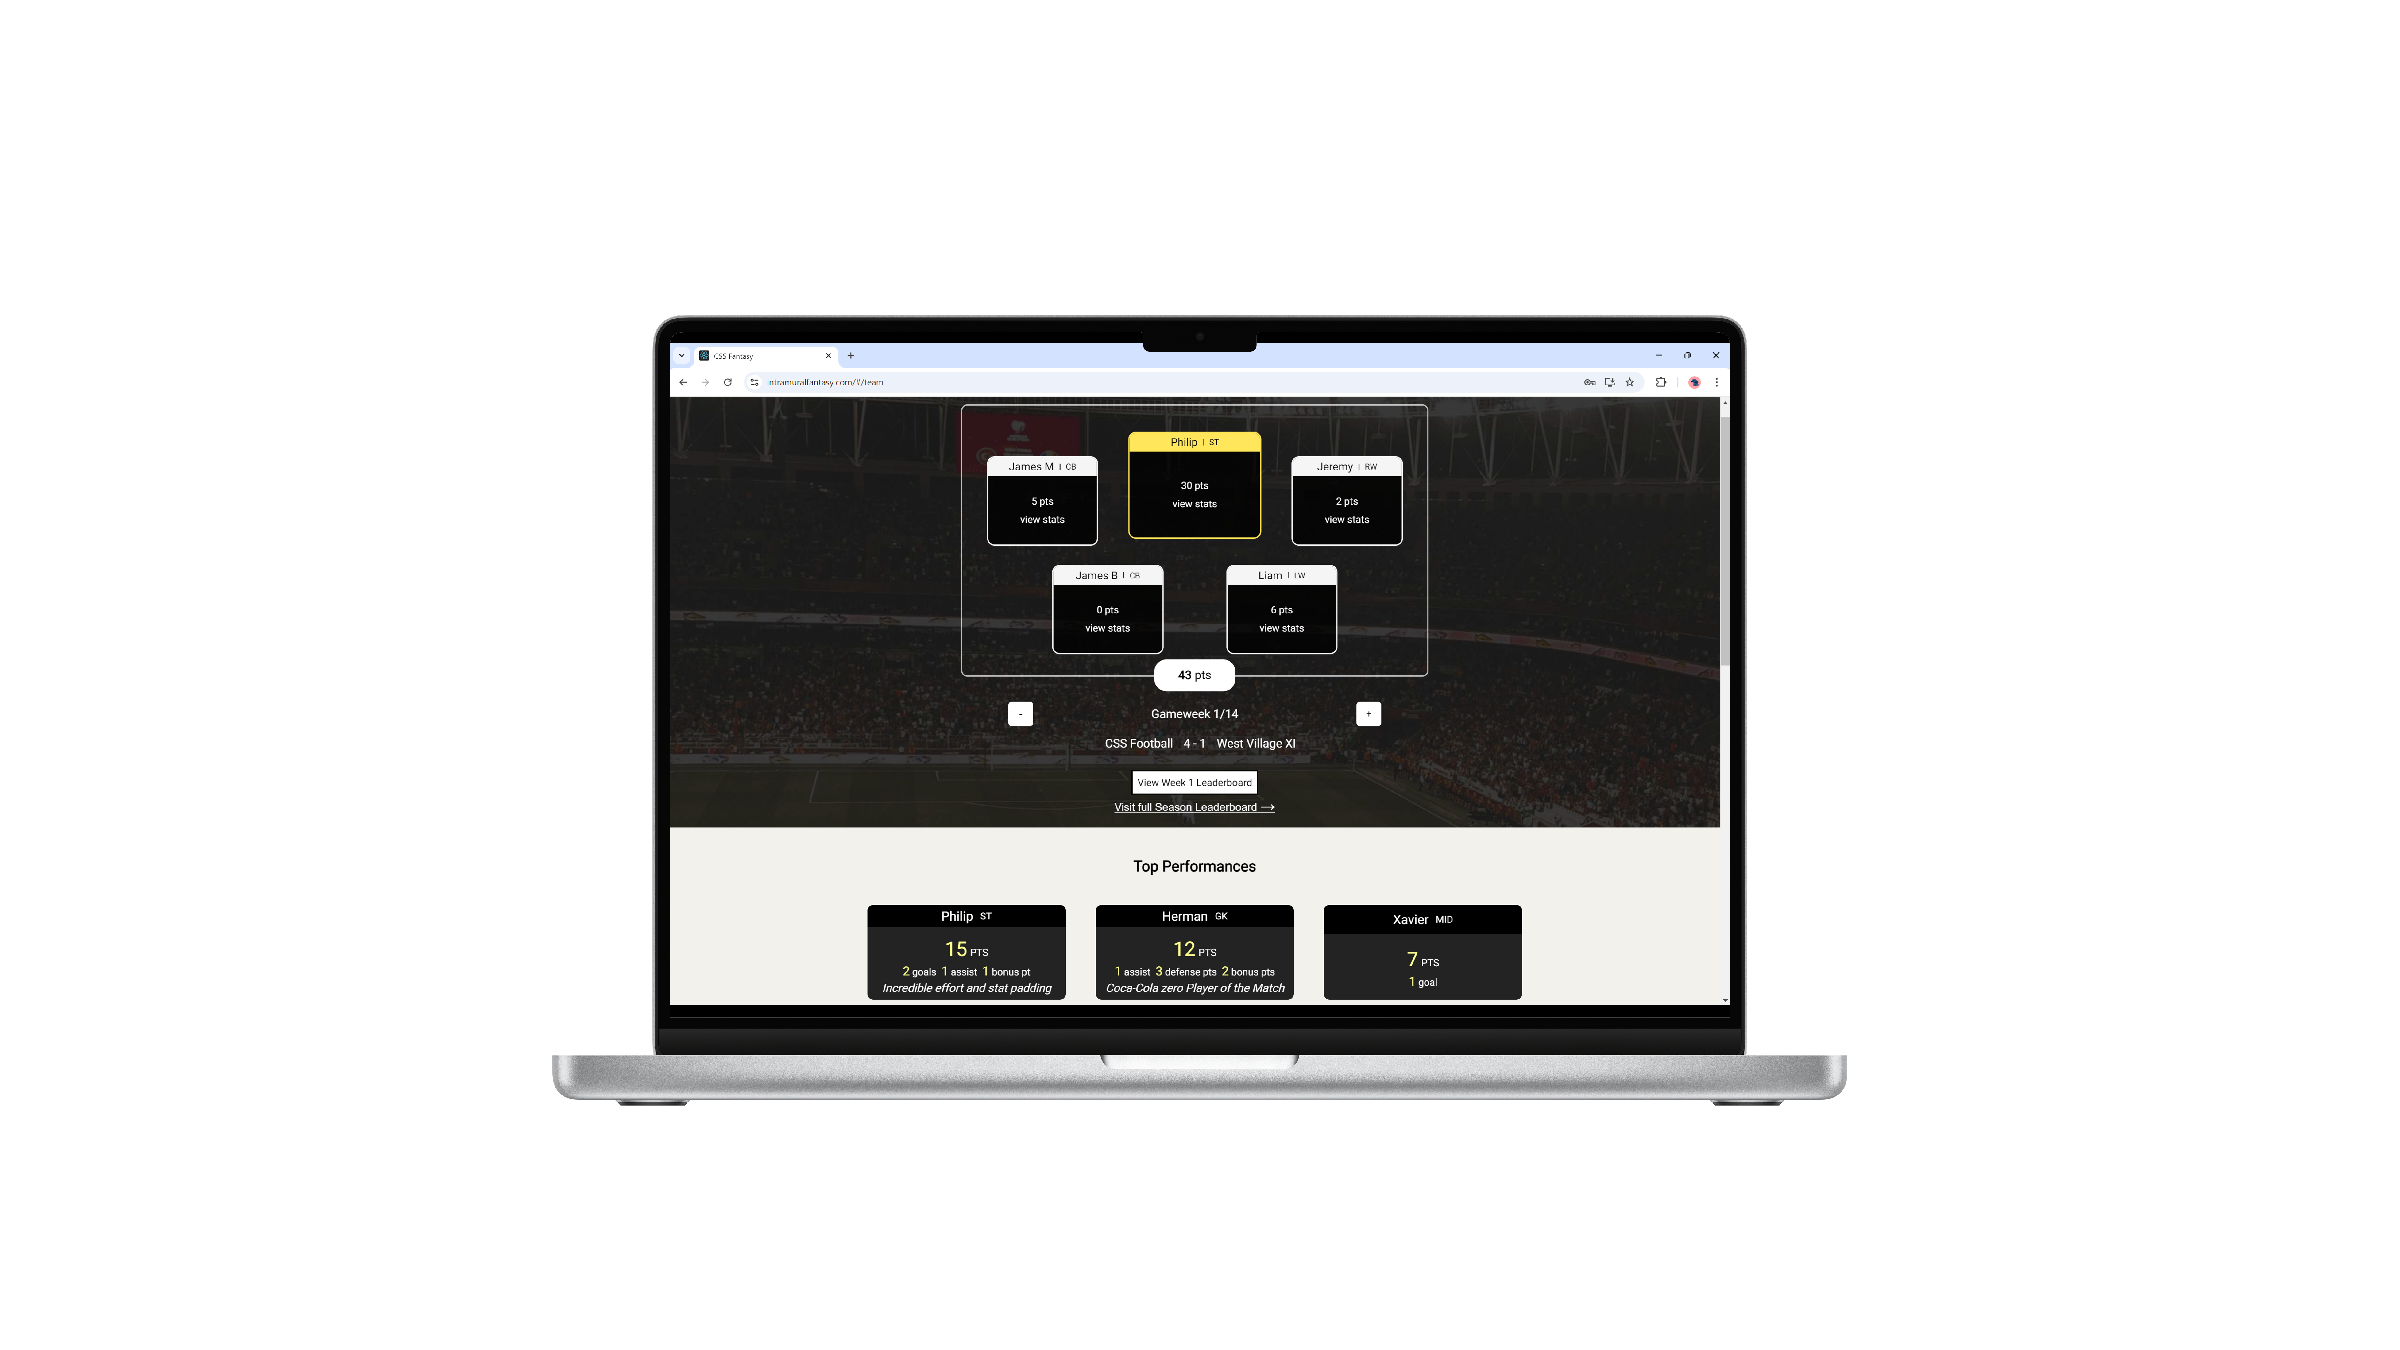 CSS Fantasy
intramuralfantasy.com/#/team
Philip | ST
James M | CB
Jeremy | RW
30 pts
view stats
5 pts
view stats
2 pts
view stats
James B | CB
Liam | LW
0 pts
view stats
6 pts
view stats
43 pts
- Gameweek 1/14 +
CSS Football 4 - 1 West Village XI
View Week 1 Leaderboard
Visit full Season Leaderboard →
Top Performances
Philip ST
15 PTS
2 goals 1 assist 1 bonus pt
Incredible effort and stat padding
Herman GK
12 PTS
1 assist 3 defense pts 2 bonus pts
Coca-Cola zero Player of the Match
Xavier MID
7 PTS
1 goal